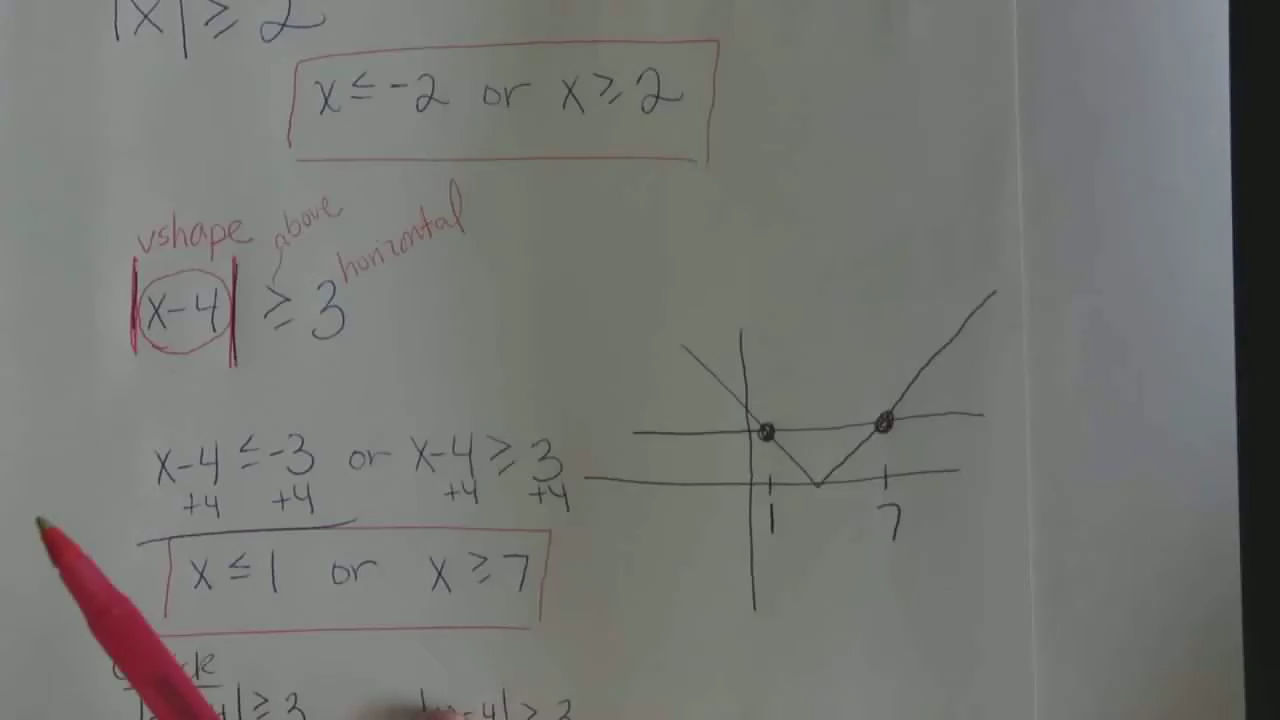 |x| ≥ 2
x ≤ -2 or x ≥ 2
vshape above horizontal
|x-4| ≥ 3
x-4 ≤ -3 or x-4 ≥ 3
+4 +4 +4 +4
x ≤ 1 or x ≥ 7
1 7